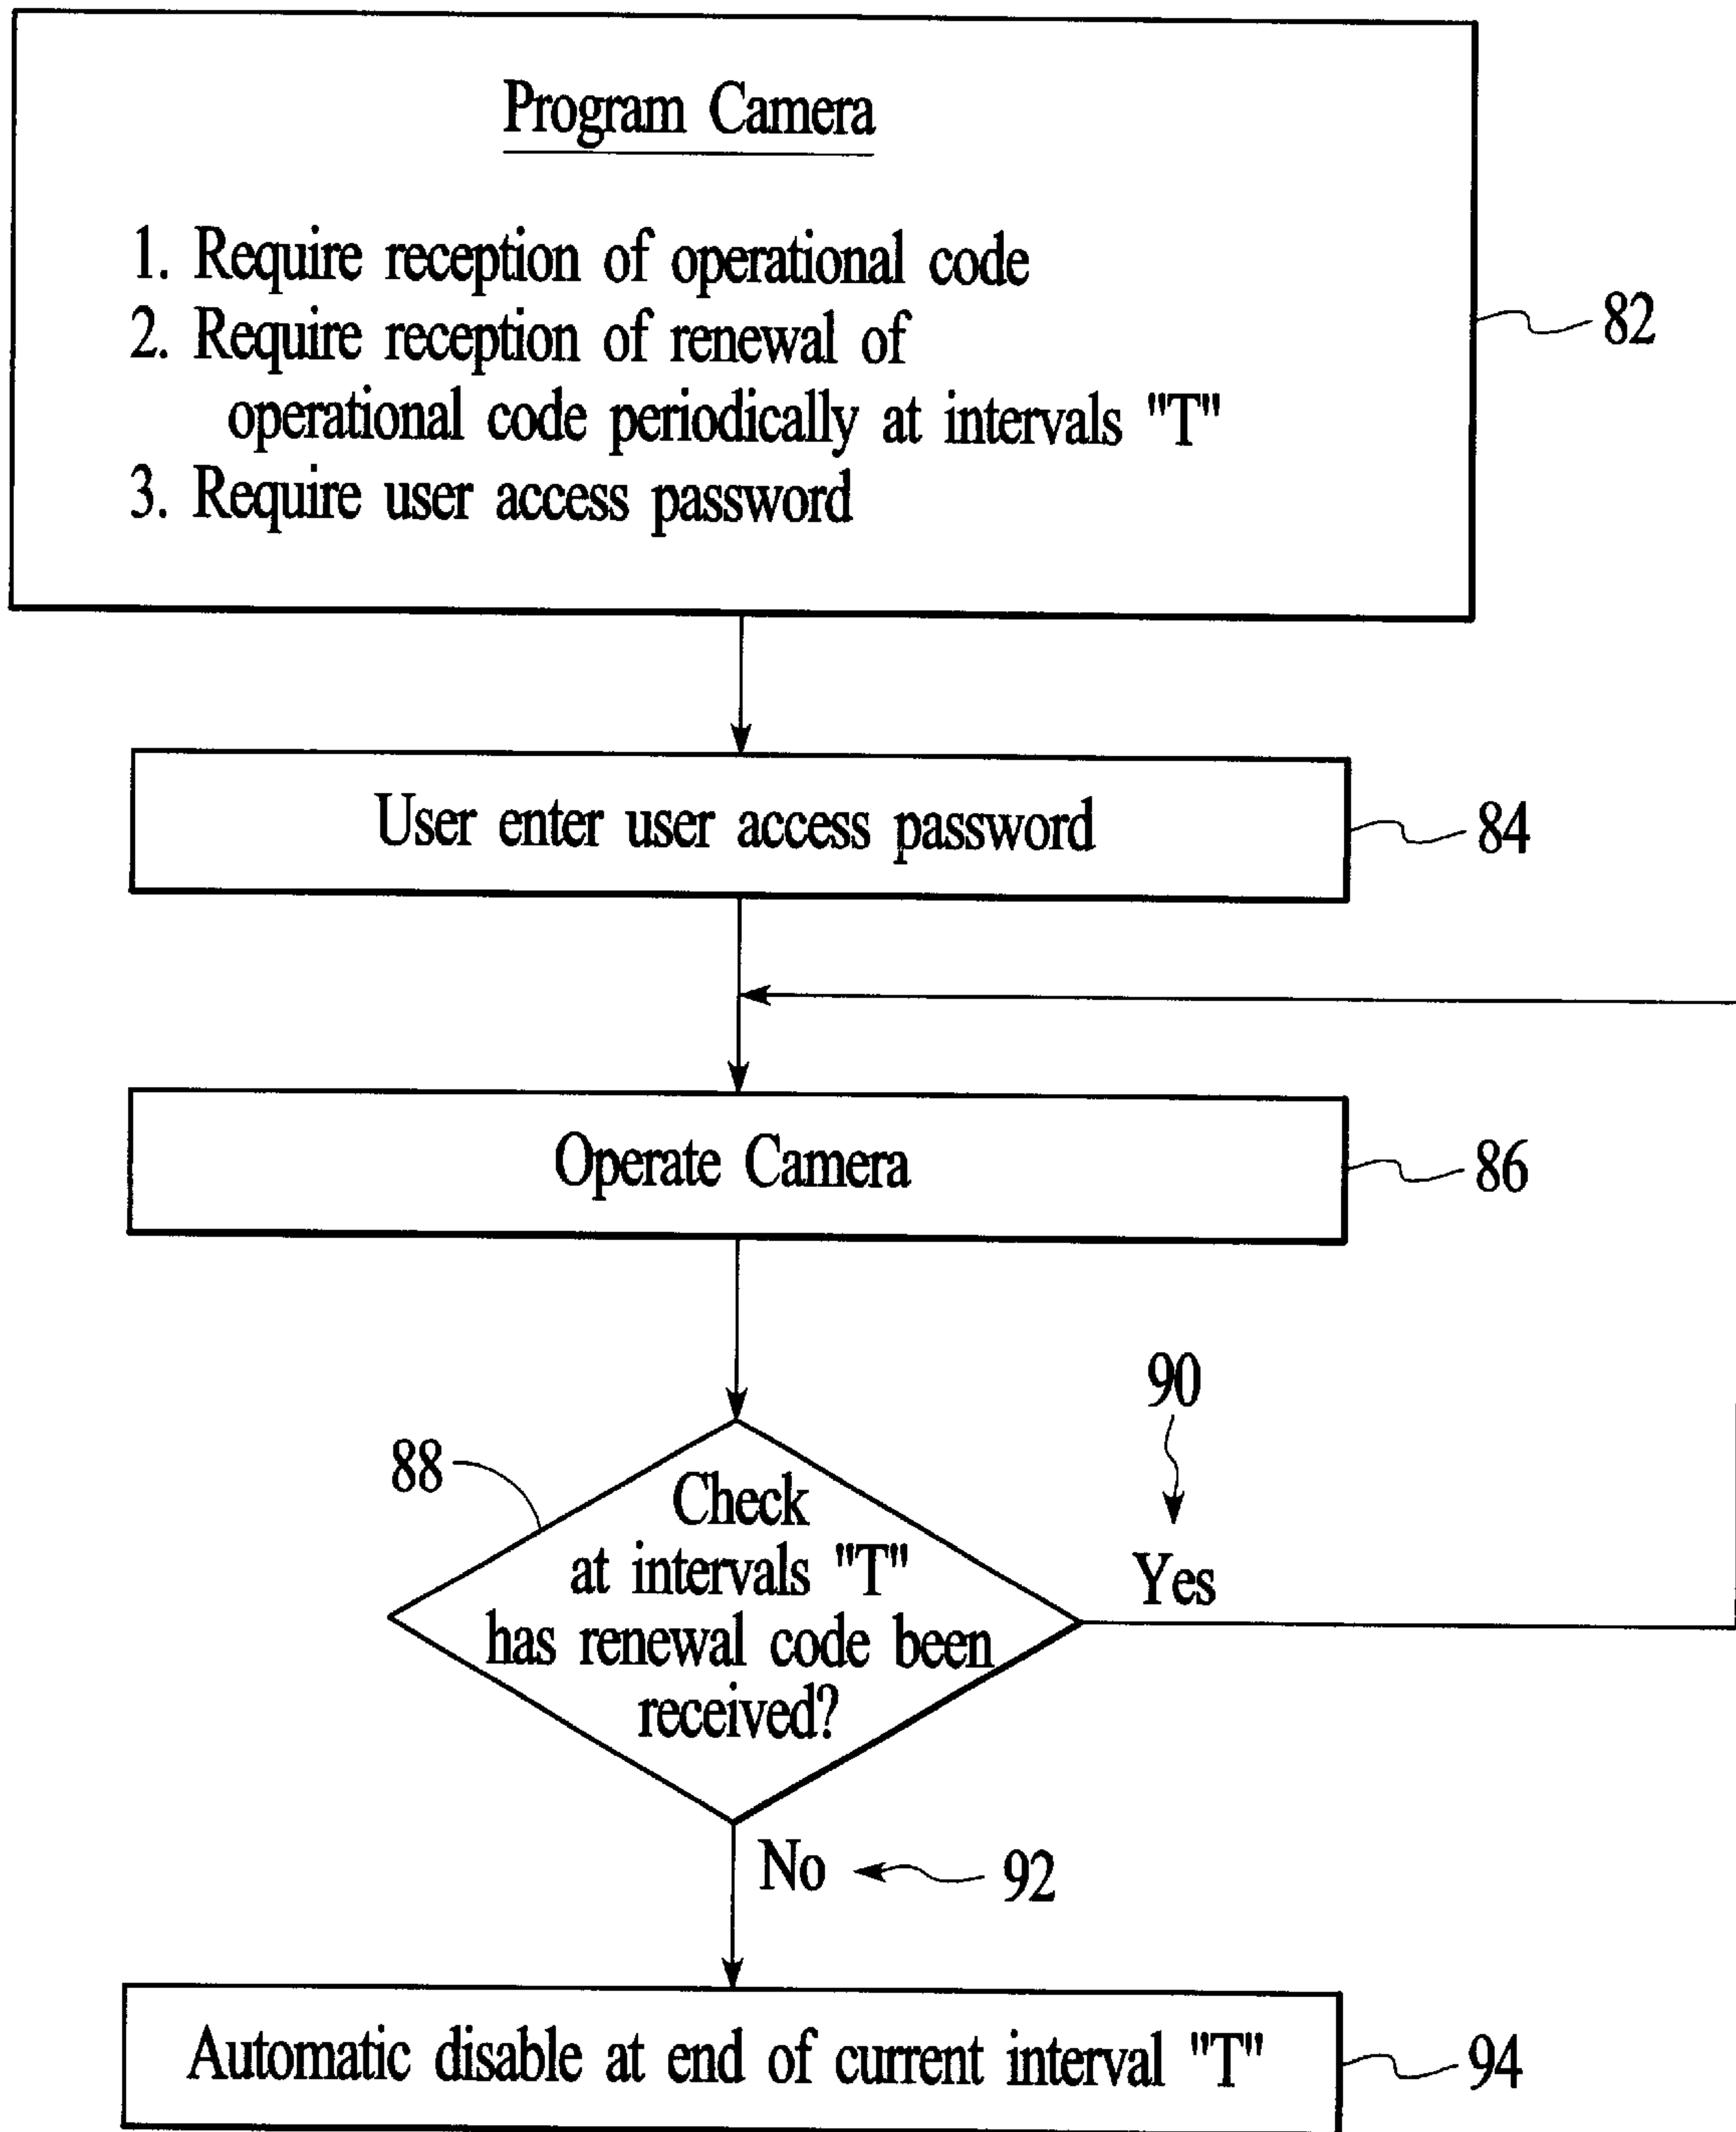 Program Camera
1. Require reception of operational code
2. Require reception of renewal of
operational code periodically at intervals "T"
3. Require user access password
82
User enter user access password
84
Operate Camera
86
90
88
Check
at intervals "T"
has renewal code been
received?
Yes
No
92
Automatic disable at end of current interval "T"
94